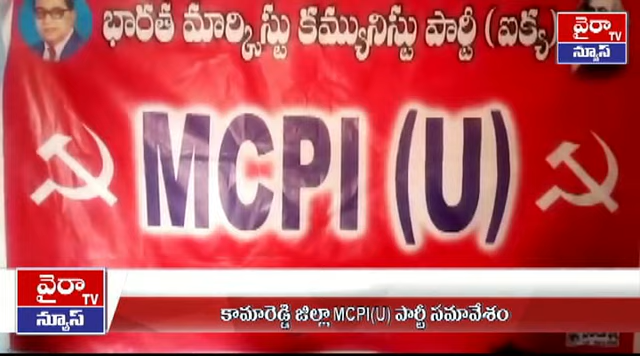 భారత మార్క్సిస్టు కమ్యునిస్టు పార్టీ (ఐక్య)
వైరా TV
న్యూస్
MCPI (U)
వైరా TV
న్యూస్
కామారెడ్డి జిల్లా MCPI(U) పార్టీ సమావేశం